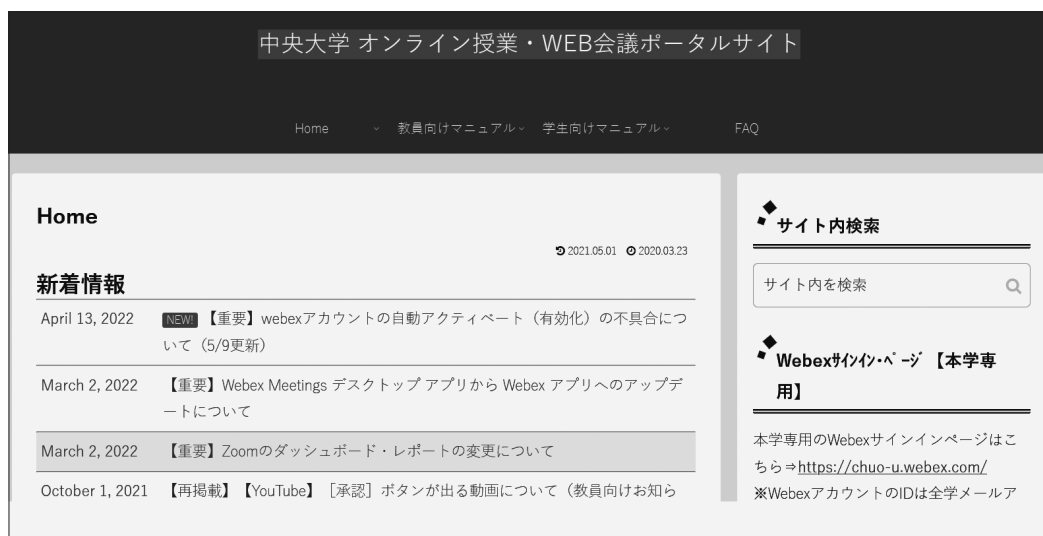 中央大学 オンライン授業・WEB会議ポータルサイト
Home
教員向けマニュアル
学生向けマニュアル
FAQ
Home
2021.05.01 2020.03.23
新着情報
April 13, 2022 NEW! 【重要】webexアカウントの自動アクティベート（有効化）の不具合につ
いて（5/9更新）
March 2, 2022 【重要】Webex Meetings デスクトップ アプリから Webex アプリへのアップデ
ートについて
March 2, 2022 【重要】Zoomのダッシュボード・レポートの変更について
October 1, 2021 【再掲載】【YouTube】［承認］ボタンが出る動画について（教員向けお知ら
サイト内検索
サイト内を検索
Webexｻｲﾝｲﾝ・ﾍﾟｰｼﾞ【本学専
用】
本学専用のWebexサインインページはこ
ちら⇒https://chuo-u.webex.com/
※WebexアカウントのIDは全学メールア